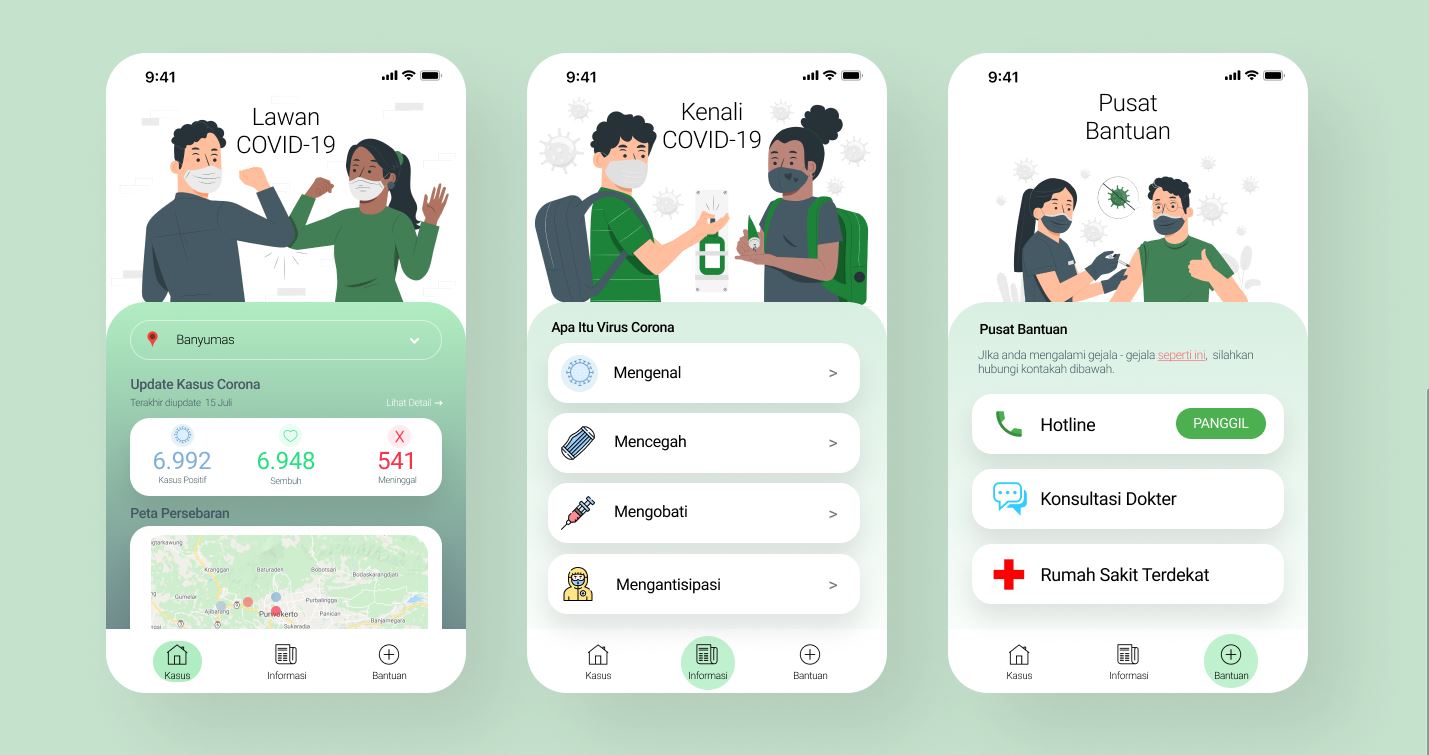 9:41
Lawan
COVID-19
Banyumas
Update Kasus Corona
Terakhir diupdate 15 Juli
Lihat Detail →
6.992
6.948
541
Kasus Positif
Sembuh
Meninggal
Peta Persebaran
Kranggan
Baturaden
Bobotsari
Bodaskarangdjati
Gumelar
Ajibarang
Purbalingga
Purwokerto
Panican
Sukaradja
Banjarnegara
Kasus
Informasi
Bantuan
9:41
Kenali
COVID-19
Apa Itu Virus Corona
Mengenal >
Mencegah >
Mengobati >
Mengantisipasi >
Kasus
Informasi
Bantuan
9:41
Pusat
Bantuan
Pusat Bantuan
JIka anda mengalami gejala - gejala seperti ini, silahkan
hubungi kontakah dibawah.
Hotline
PANGGIL
Konsultasi Dokter
Rumah Sakit Terdekat
Kasus
Informasi
Bantuan